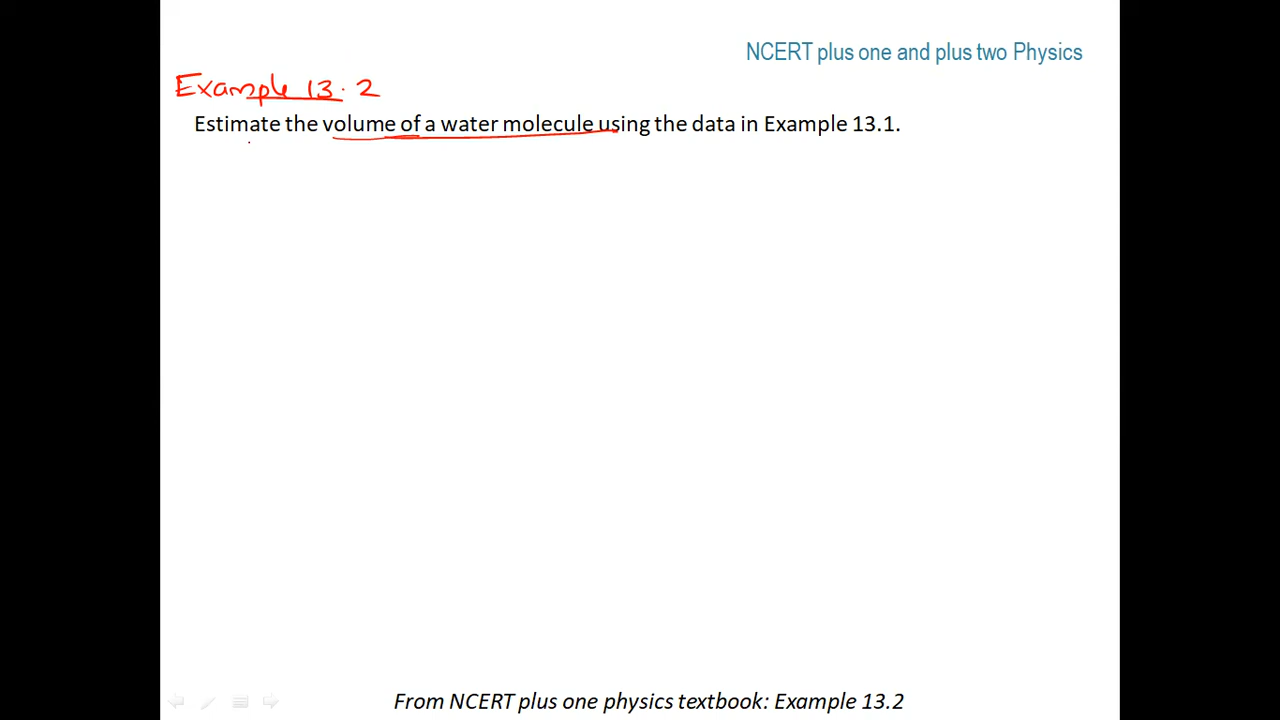 NCERT plus one and plus two Physics
Example 13.2
Estimate the volume of a water molecule using the data in Example 13.1.
From NCERT plus one physics textbook: Example 13.2